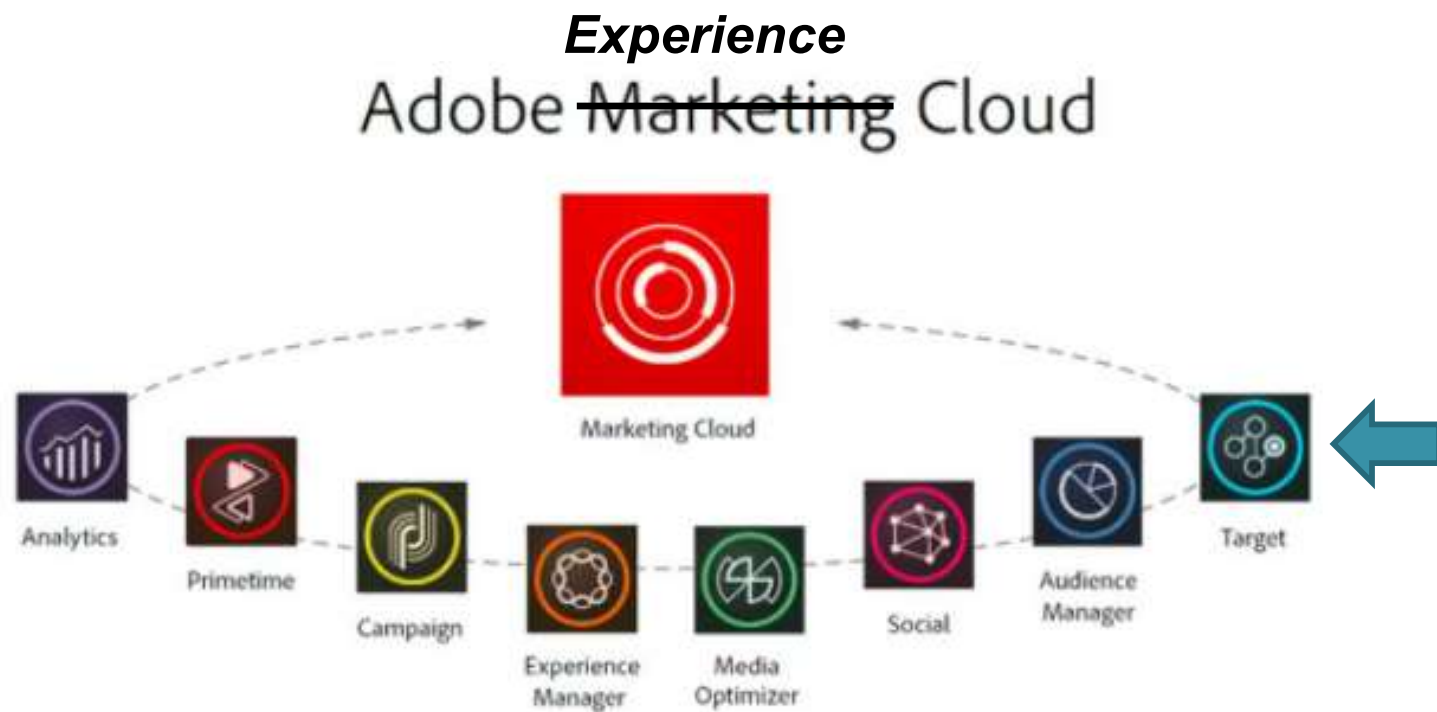 Experience
Adobe Marketing Cloud
Marketing Cloud
Analytics
Primetime
Campaign
Experience
Manager
Media
Optimizer
Social
Audience
Manager
Target